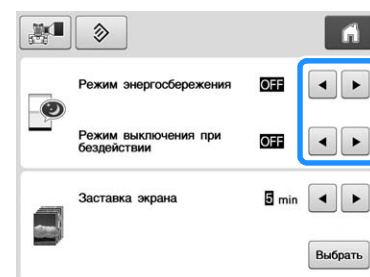 Режим энергосбережения OFF
Режим выключения при
бездействии OFF
Заставка экрана 5 min
Выбрать